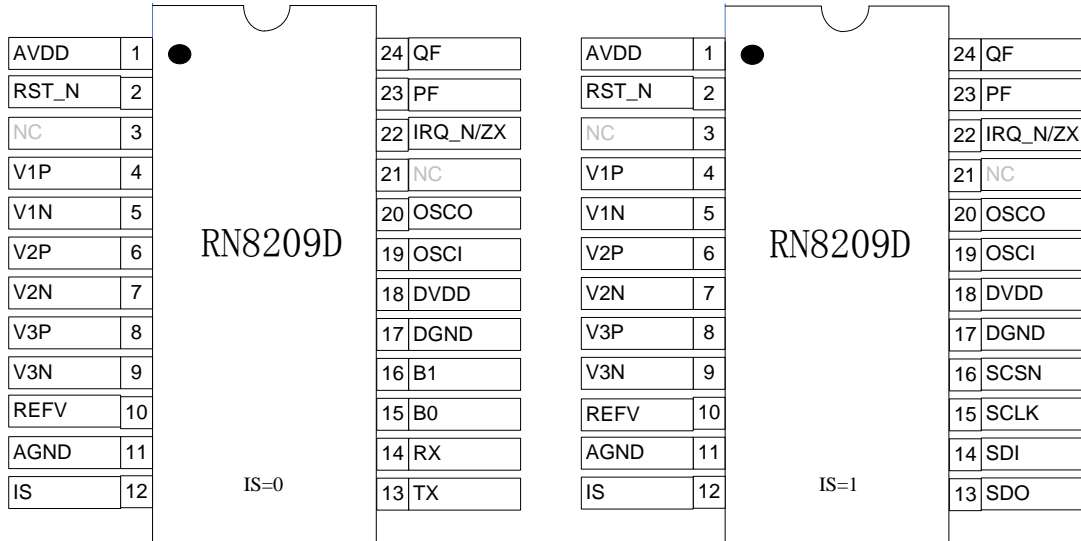 AVDD 1
RST_N 2
NC 3
V1P 4
V1N 5
V2P 6
V2N 7
V3P 8
V3N 9
REFV 10
AGND 11
IS 12
RN8209D
IS=0
24 QF
23 PF
22 IRQ_N/ZX
21 NC
20 OSCO
19 OSCI
18 DVDD
17 DGND
16 B1
15 B0
14 RX
13 TX
AVDD 1
RST_N 2
NC 3
V1P 4
V1N 5
V2P 6
V2N 7
V3P 8
V3N 9
REFV 10
AGND 11
IS 12
RN8209D
IS=1
24 QF
23 PF
22 IRQ_N/ZX
21 NC
20 OSCO
19 OSCI
18 DVDD
17 DGND
16 SCSN
15 SCLK
14 SDI
13 SDO